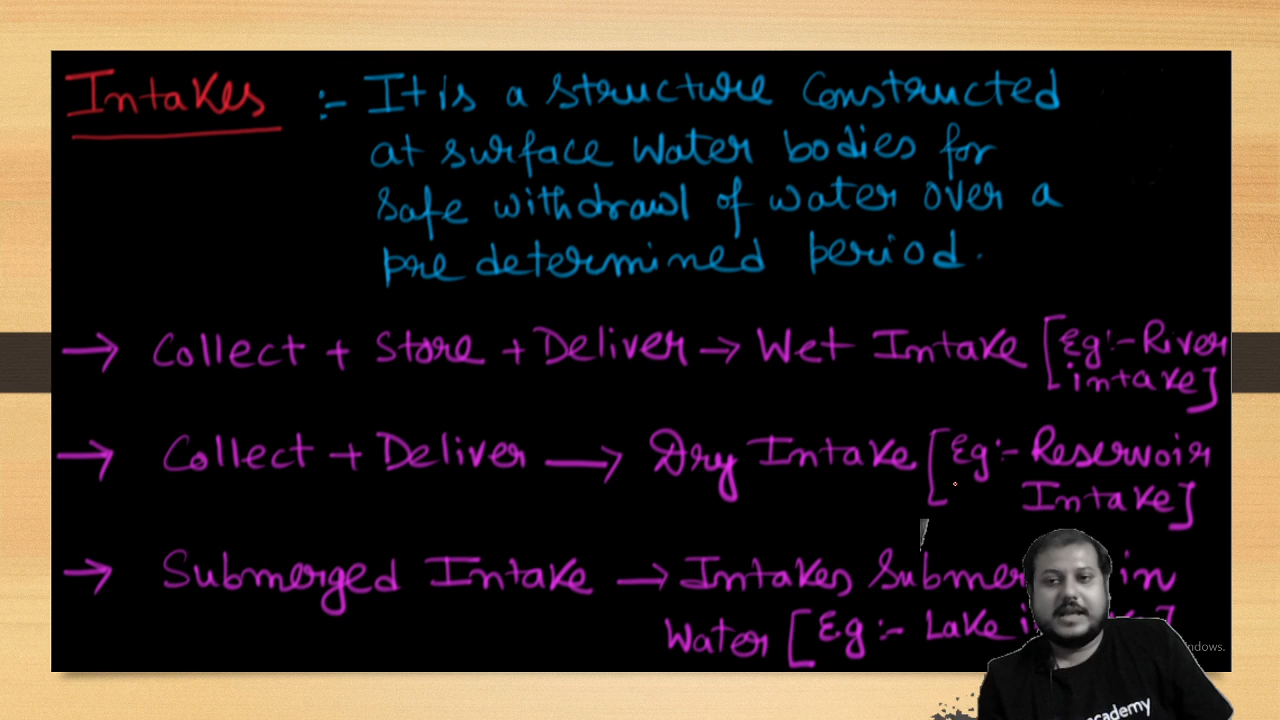 Intakes :- It is a structure Constructed
at surface Water bodies for
Safe withdrawl of water over a
pre determined period.
→ Collect + Store + Deliver → Wet Intake [Eg:- River
intake]
→ Collect + Deliver → Dry Intake [Eg:- Reservoir
Intake]
→ Submerged Intake → Intakes Submer in
Water [Eg:- Lake i
ndows.
academy